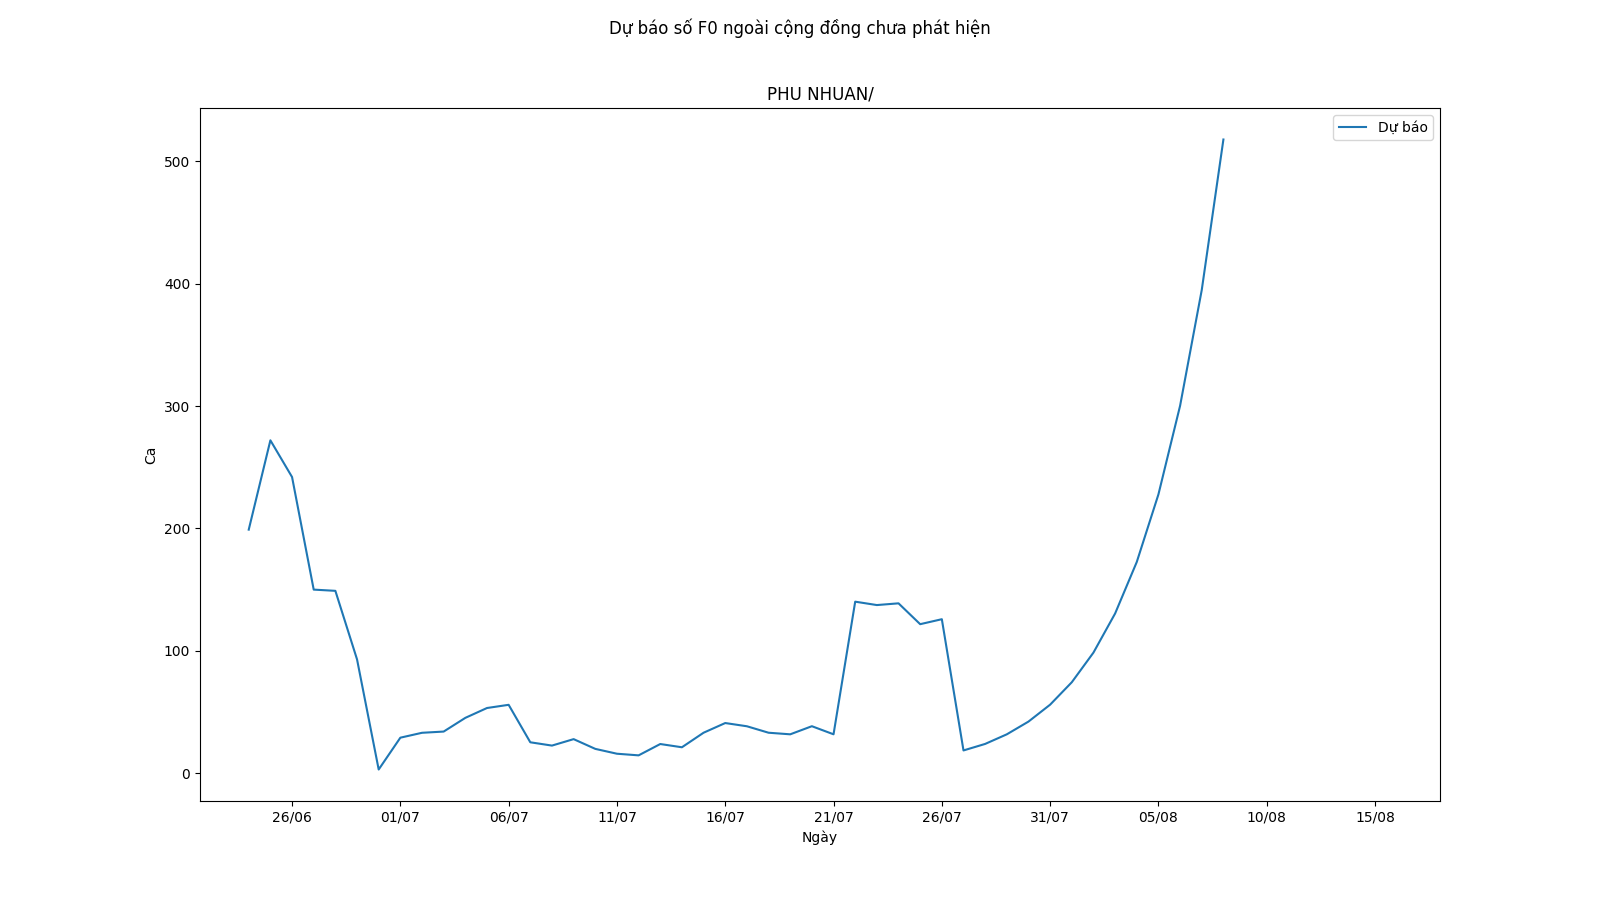 Dự báo số F0 ngoài cộng đồng chưa phát hiện
PHU NHUAN/
Dự báo
500
400
300
200
100
0
Ca
26/06 01/07 06/07 11/07 16/07 21/07 26/07 31/07 05/08 10/08 15/08
Ngày